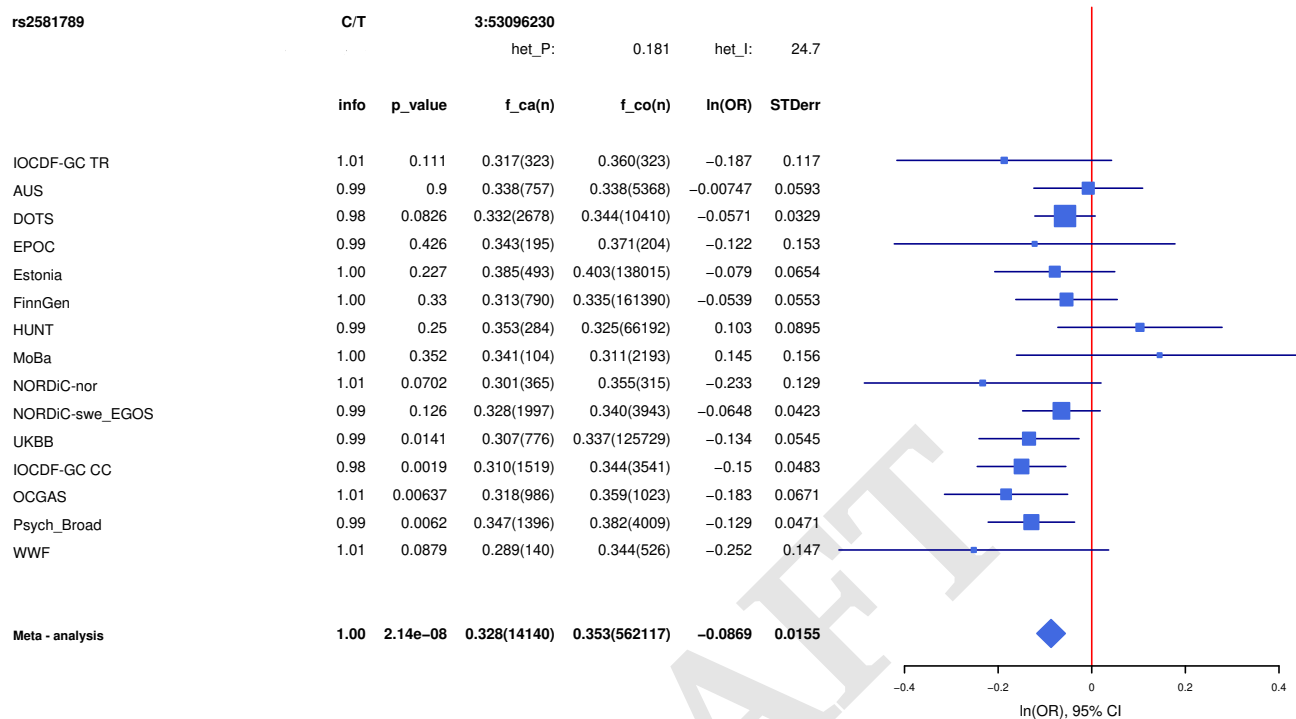 rs2581789 C/T 3:53096230
het_P: 0.181 het_I: 24.7
info p_value f_ca(n) f_co(n) ln(OR) STDerr
IOCDF-GC TR 1.01 0.111 0.317(323) 0.360(323) −0.187 0.117
AUS 0.99 0.9 0.338(757) 0.338(5368) −0.00747 0.0593
DOTS 0.98 0.0826 0.332(2678) 0.344(10410) −0.0571 0.0329
EPOC 0.99 0.426 0.343(195) 0.371(204) −0.122 0.153
Estonia 1.00 0.227 0.385(493) 0.403(138015) −0.079 0.0654
FinnGen 1.00 0.33 0.313(790) 0.335(161390) −0.0539 0.0553
HUNT 0.99 0.25 0.353(284) 0.325(66192) 0.103 0.0895
MoBa 1.00 0.352 0.341(104) 0.311(2193) 0.145 0.156
NORDiC-nor 1.01 0.0702 0.301(365) 0.355(315) −0.233 0.129
NORDiC-swe_EGOS 0.99 0.126 0.328(1997) 0.340(3943) −0.0648 0.0423
UKBB 0.99 0.0141 0.307(776) 0.337(125729) −0.134 0.0545
IOCDF-GC CC 0.98 0.0019 0.310(1519) 0.344(3541) −0.15 0.0483
OCGAS 1.01 0.00637 0.318(986) 0.359(1023) −0.183 0.0671
Psych_Broad 0.99 0.0062 0.347(1396) 0.382(4009) −0.129 0.0471
WWF 1.01 0.0879 0.289(140) 0.344(526) −0.252 0.147
Meta - analysis 1.00 2.14e−08 0.328(14140) 0.353(562117) −0.0869 0.0155
−0.4 −0.2 0 0.2 0.4
ln(OR), 95% CI
AFT